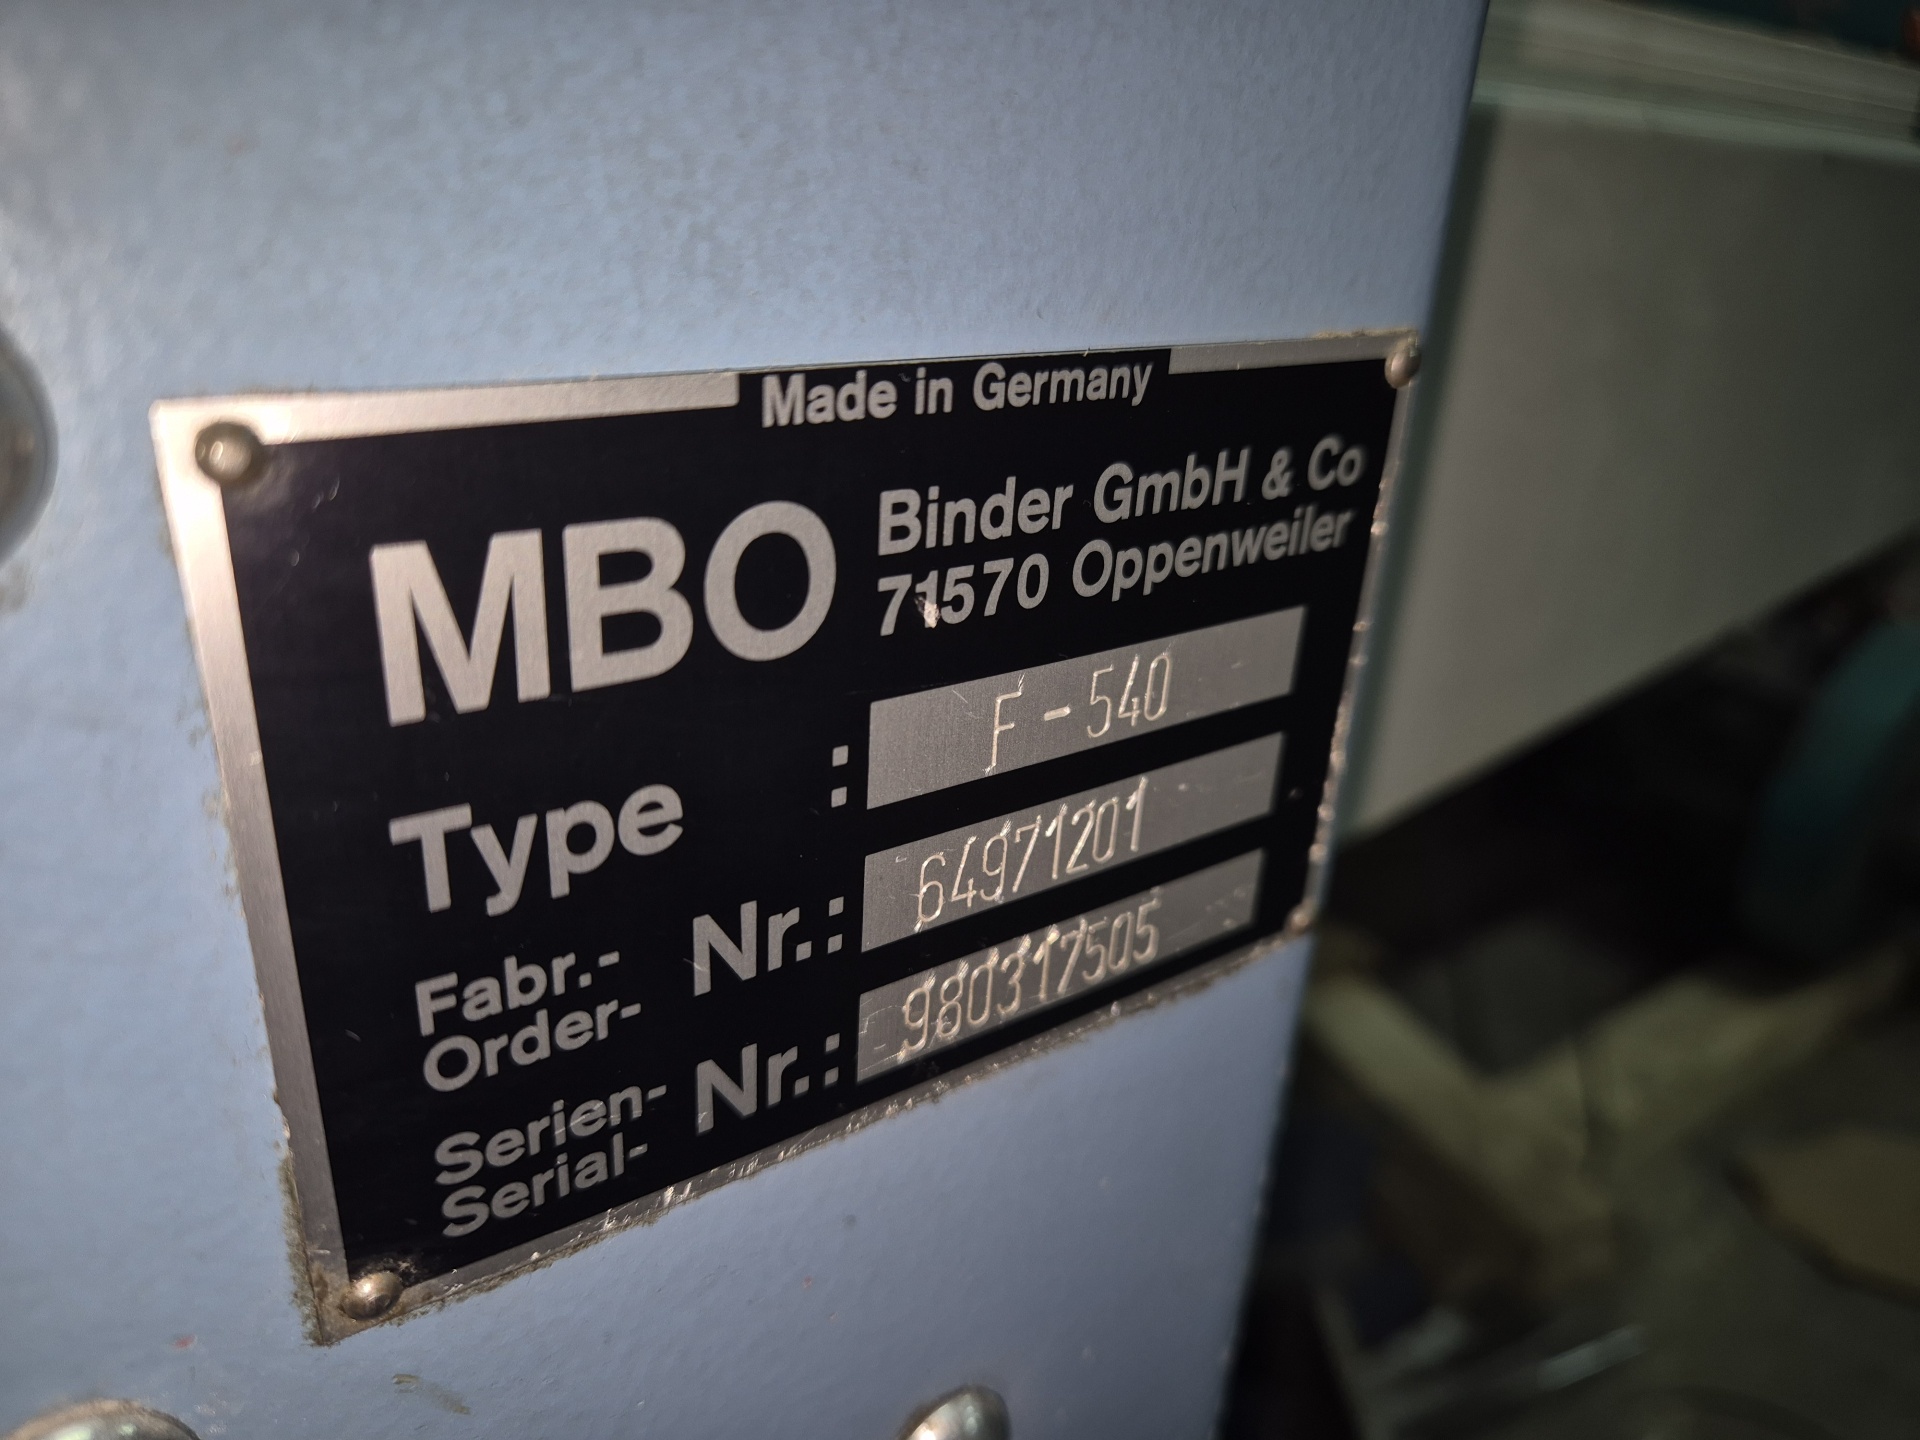 Made in Germany
MBO Binder GmbH & Co
71570 Oppenweiler
Type : F-540
Fabr.-
Order- Nr.: 64971201
Serien-
Serial- Nr.: 980317505